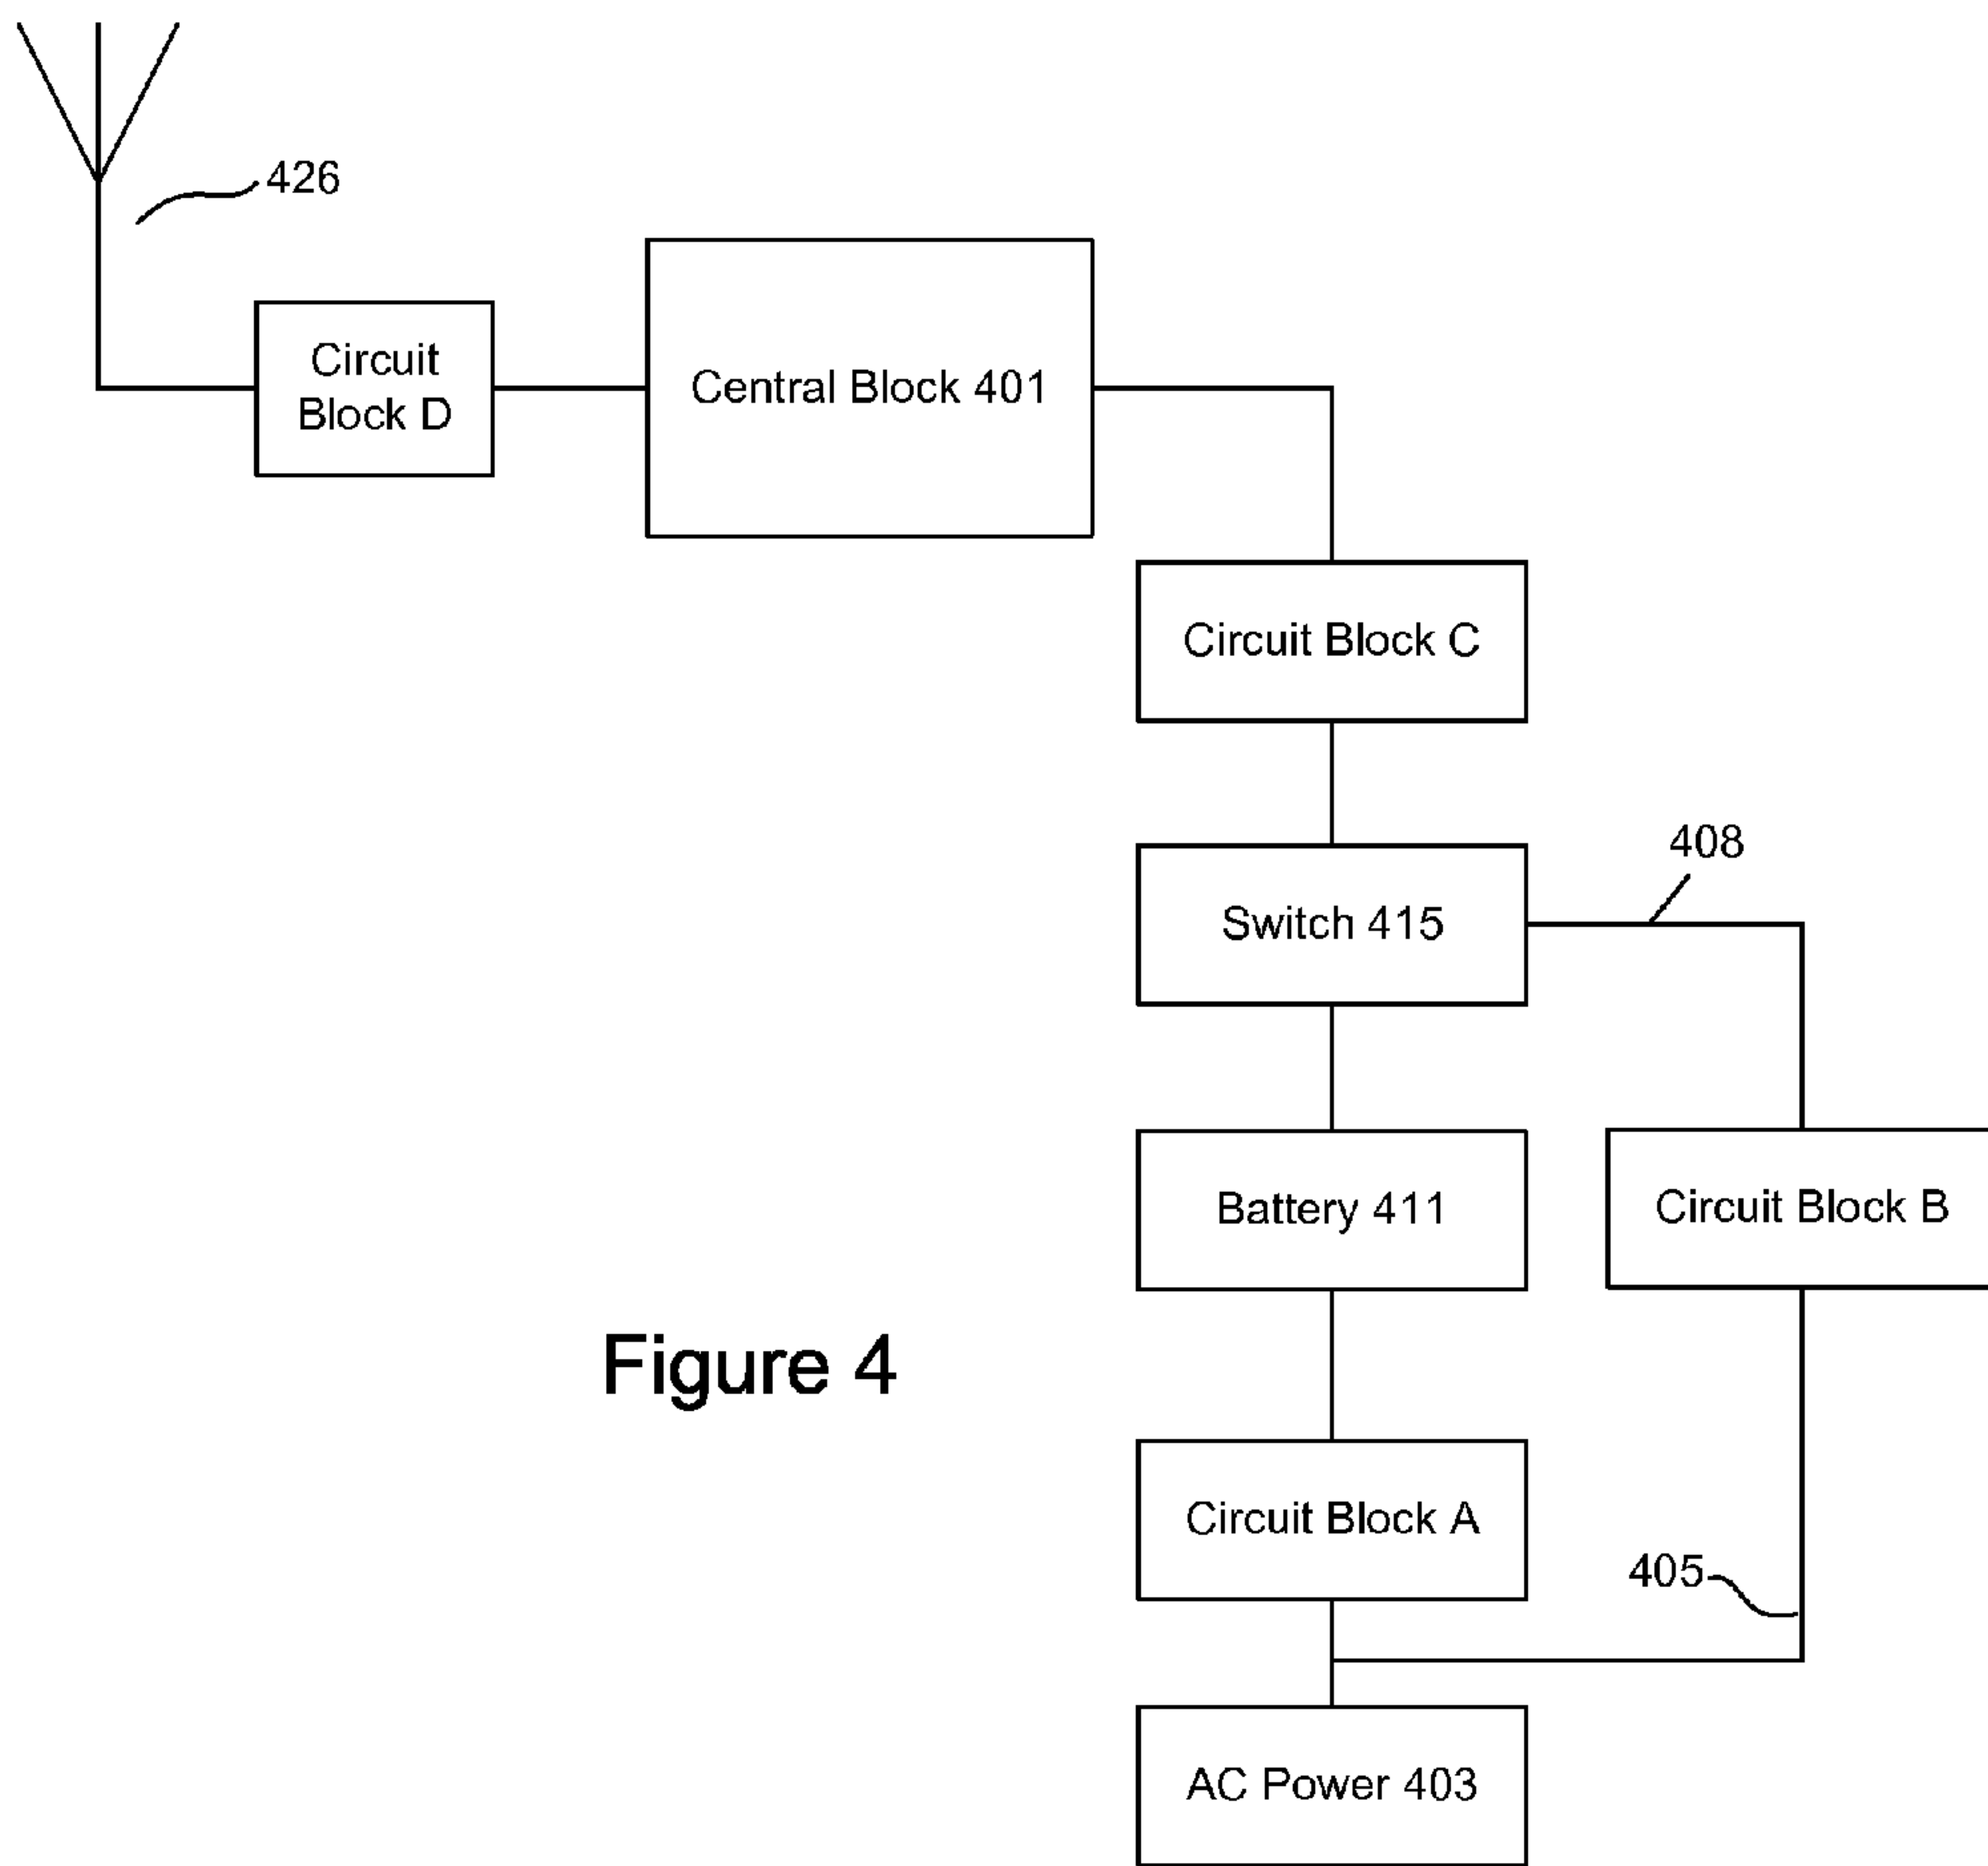 426
Circuit
Block D
Central Block 401
Circuit Block C
408
Switch 415
Battery 411
Circuit Block B
Figure 4
Circuit Block A
405
AC Power 403